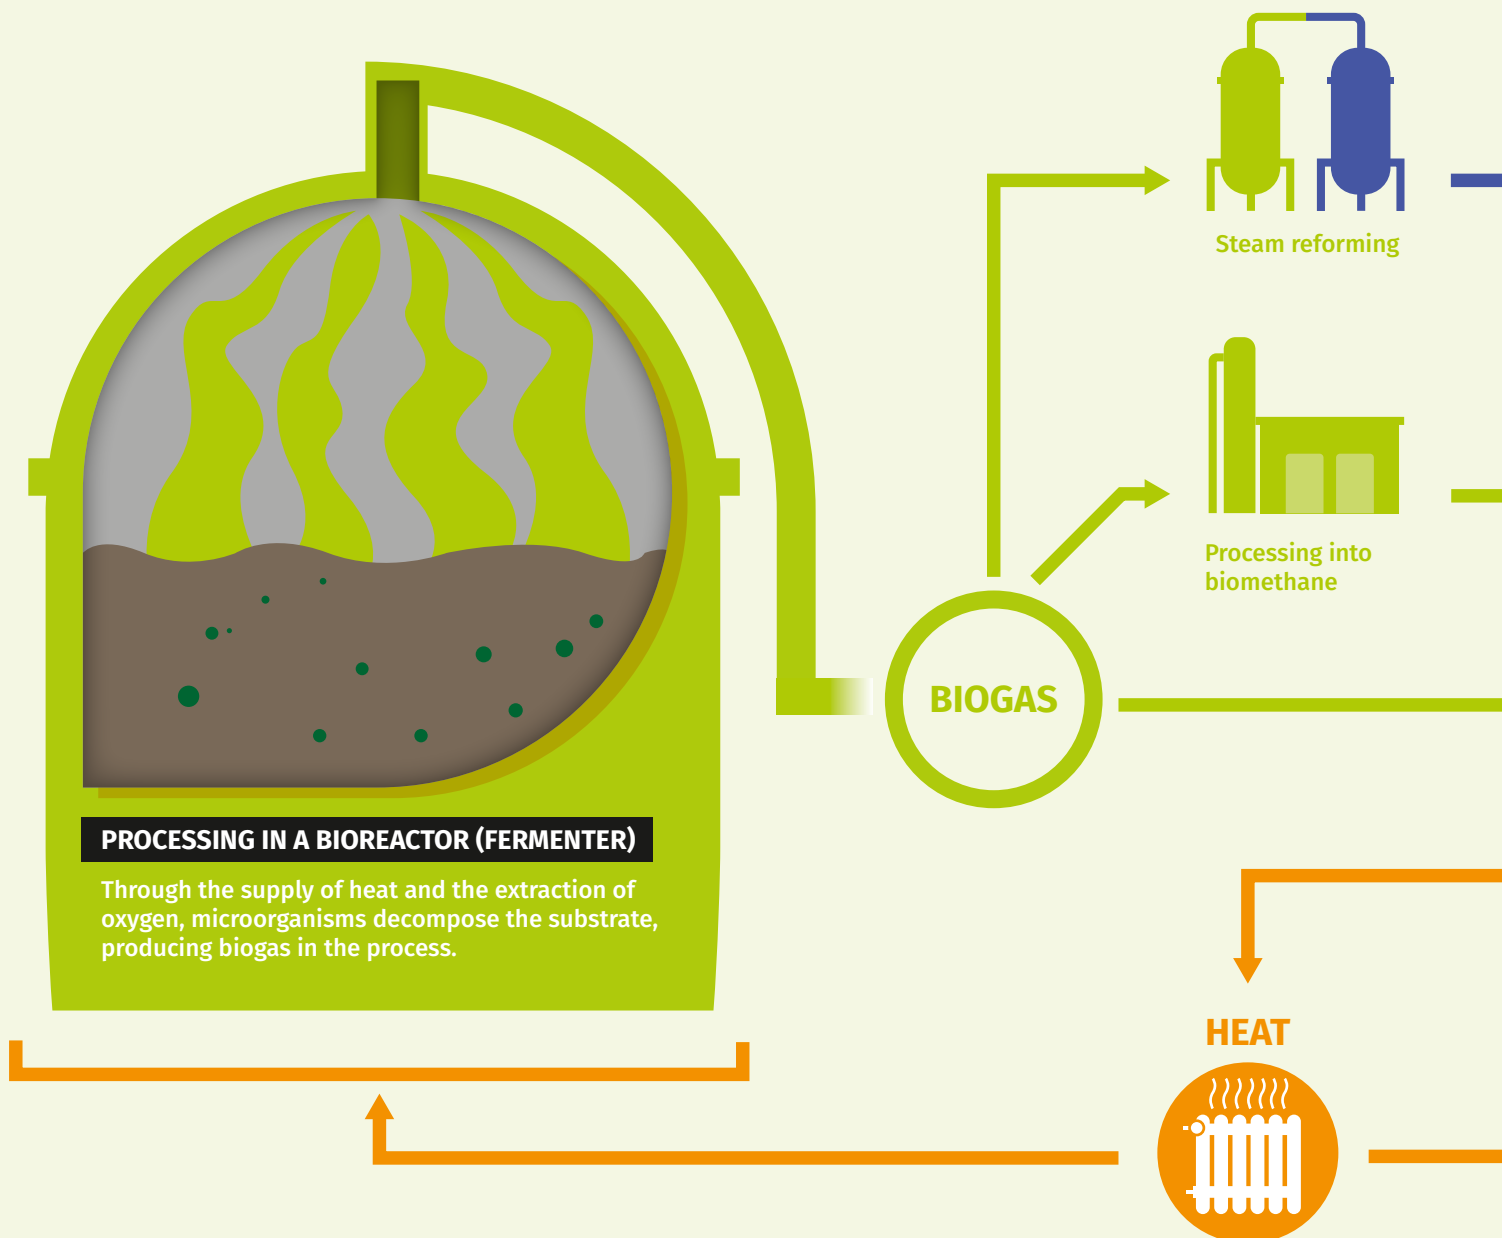 Steam reforming
Processing into
biomethane
BIOGAS
PROCESSING IN A BIOREACTOR (FERMENTER)
Through the supply of heat and the extraction of
oxygen, microorganisms decompose the substrate,
producing biogas in the process.
HEAT